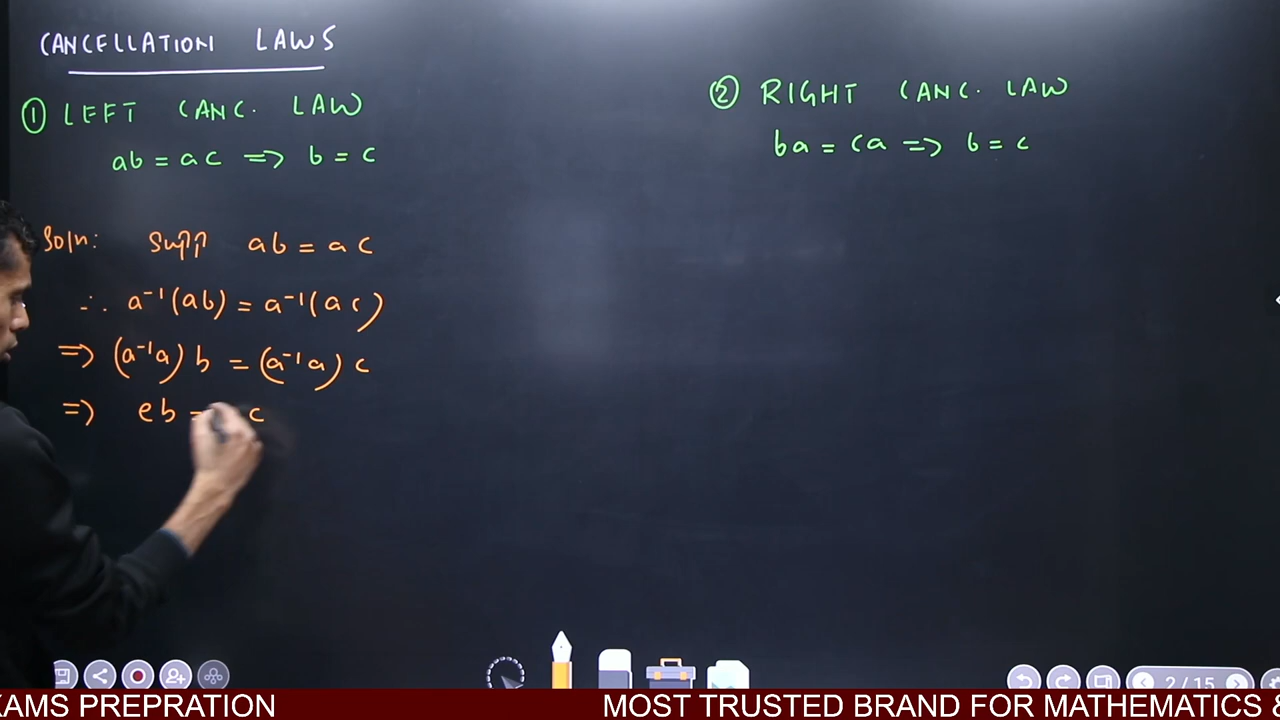 CANCELLATION LAWS
① LEFT CANC. LAW
ab = ac => b = c
Soln: Supp ab = ac
∴ a⁻¹(ab) = a⁻¹(ac)
=> (a⁻¹a) b = (a⁻¹a) c
=> eb = c
② RIGHT CANC. LAW
ba = ca => b = c
2 / 15
EXAMS PREPRATION MOST TRUSTED BRAND FOR MATHEMATICS &